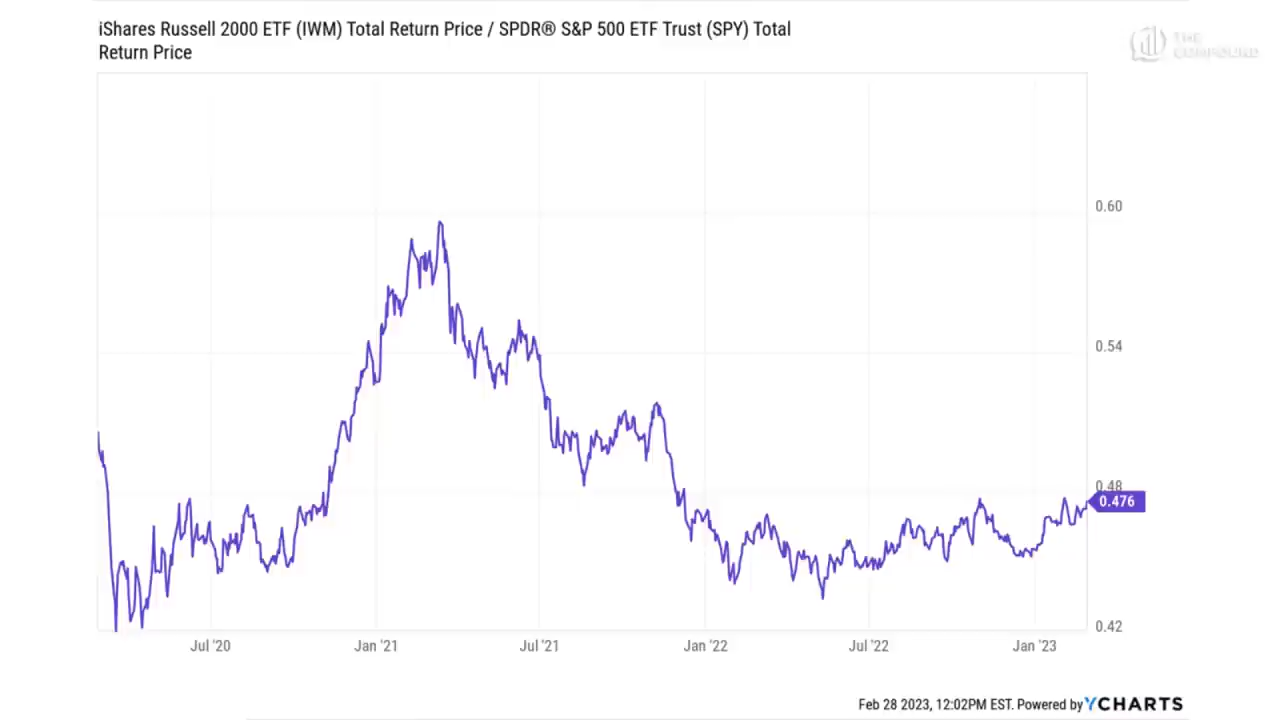 iShares Russell 2000 ETF (IWM) Total Return Price / SPDR® S&P 500 ETF Trust (SPY) Total
Return Price
THE
COMPOUND
0.60
0.54
0.48
0.476
0.42
Jul '20
Jan '21
Jul '21
Jan '22
Jul '22
Jan '23
Feb 28 2023, 12:02PM EST. Powered by YCHARTS